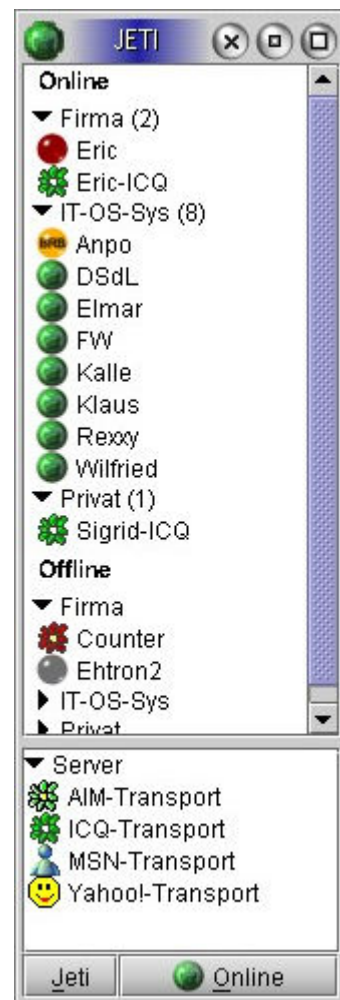 JETI
Online
Firma (2)
Eric
Eric-ICQ
IT-OS-Sys (8)
BRB Anpo
DSdL
Elmar
FW
Kalle
Klaus
Rexxy
Wilfried
Privat (1)
Sigrid-ICQ
Offline
Firma
Counter
Ehtron2
IT-OS-Sys
Privat
Server
AIM-Transport
ICQ-Transport
MSN-Transport
Yahoo!-Transport
Jeti Online